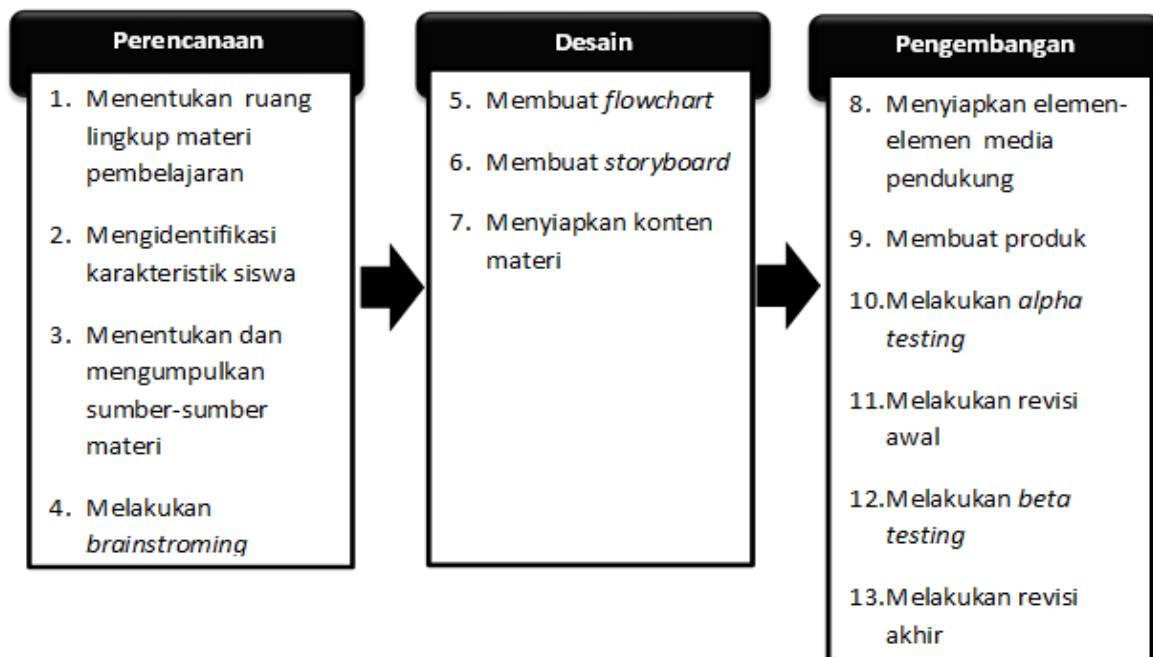 Perencanaan
1. Menentukan ruang
lingkup materi
pembelajaran
2. Mengidentifikasi
karakteristik siswa
3. Menentukan dan
mengumpulkan
sumber-sumber
materi
4. Melakukan
brainstroming
Desain
5. Membuat flowchart
6. Membuat storyboard
7. Menyiapkan konten
materi
Pengembangan
8. Menyiapkan elemen-
elemen media
pendukung
9. Membuat produk
10.Melakukan alpha
testing
11.Melakukan revisi
awal
12.Melakukan beta
testing
13.Melakukan revisi
akhir